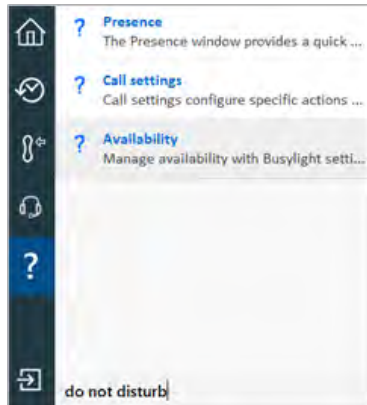 Presence
The Presence window provides a quick ...
Call settings
Call settings configure specific actions ...
Availability
Manage availability with Busylight setti...
do not disturb